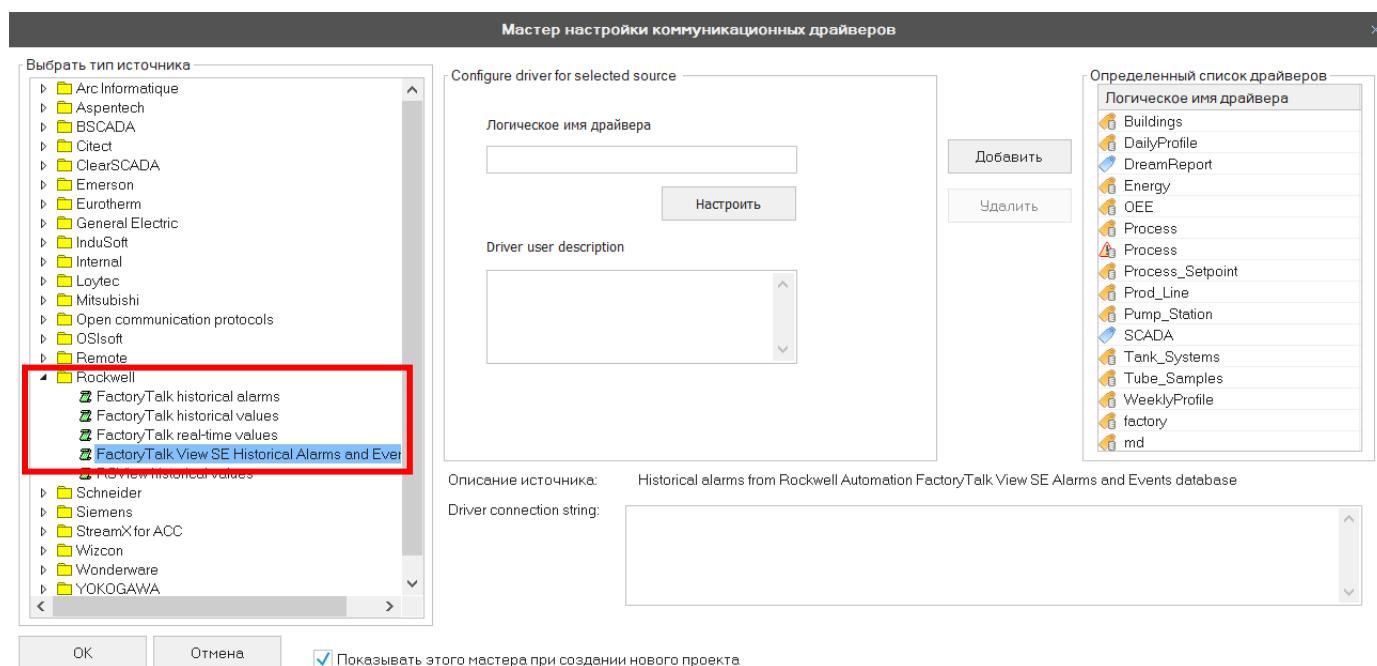 Мастер настройки коммуникационных драйверов
Выбрать тип источника
Arc Informatique
Aspentech
BSCADA
Citect
ClearSCADA
Emerson
Eurotherm
General Electric
InduSoft
Internal
Loytec
Mitsubishi
Open communication protocols
OSIsoft
Remote
Rockwell
FactoryTalk historical alarms
FactoryTalk historical values
FactoryTalk real-time values
FactoryTalk View SE Historical Alarms and Ever
RSView historical values
Schneider
Siemens
StreamX for ACC
Wizcon
Wonderware
YOKOGAWA
Configure driver for selected source
Логическое имя драйвера
Настроить
Driver user description
Добавить
Удалить
Определенный список драйверов
Логическое имя драйвера
Buildings
DailyProfile
DreamReport
Energy
OEE
Process
Process
Process_Setpoint
Prod_Line
Pump_Station
SCADA
Tank_Systems
Tube_Samples
WeeklyProfile
factory
md
Описание источника: Historical alarms from Rockwell Automation FactoryTalk View SE Alarms and Events database
Driver connection string:
OK Отмена Показывать этого мастера при создании нового проекта